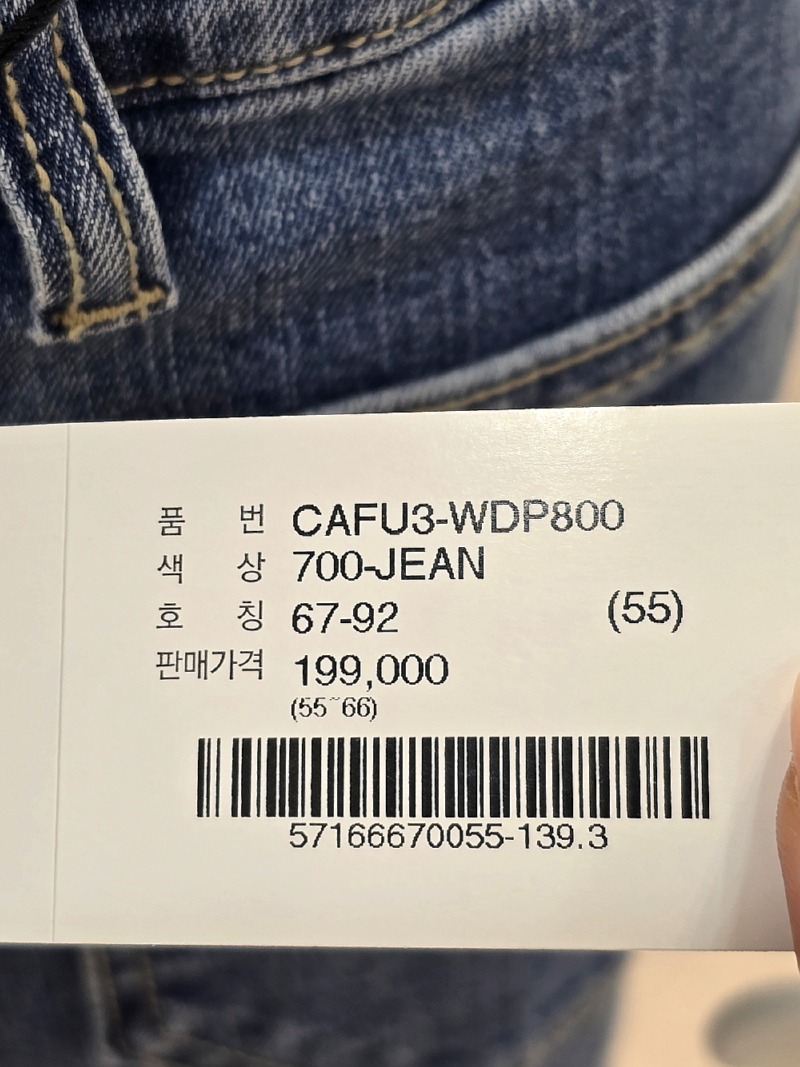 품 번 CAFU3-WDP800
색 상 700-JEAN
호 칭 67-92 (55)
판매가격 199,000
(55~66)
57166670055-139.3